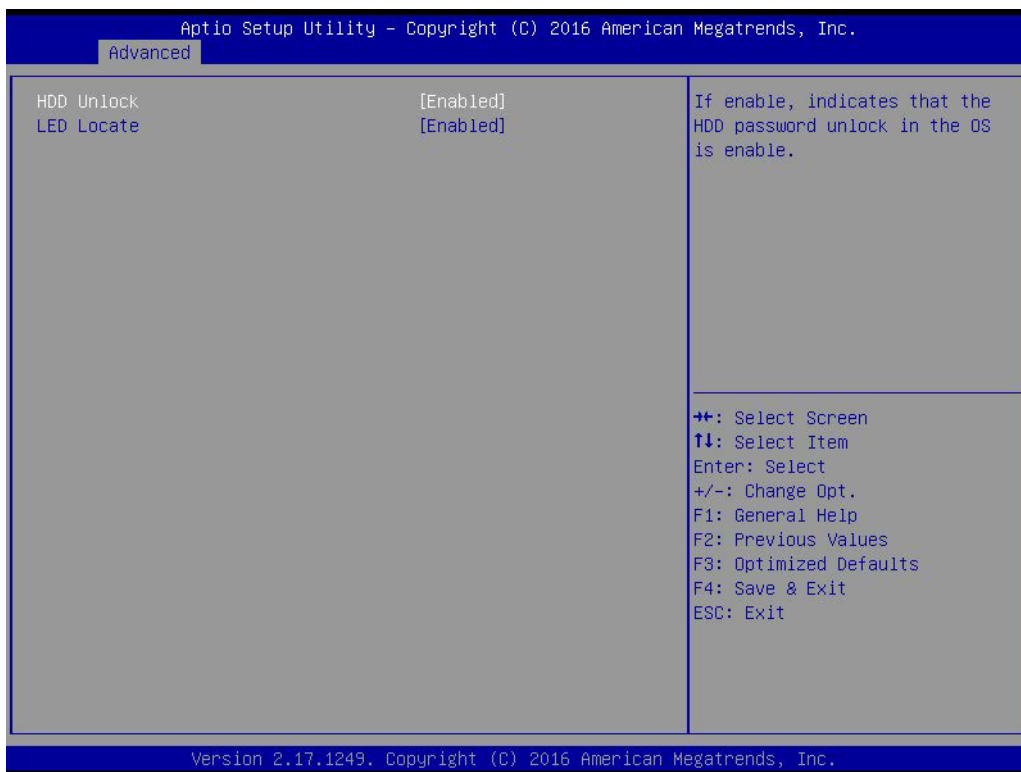 Aptio Setup Utility – Copyright (C) 2016 American Megatrends, Inc.
Advanced
HDD Unlock [Enabled]
LED Locate [Enabled]
If enable, indicates that the
HDD password unlock in the OS
is enable.
→←: Select Screen
↑↓: Select Item
Enter: Select
+/-: Change Opt.
F1: General Help
F2: Previous Values
F3: Optimized Defaults
F4: Save & Exit
ESC: Exit
Version 2.17.1249. Copyright (C) 2016 American Megatrends, Inc.